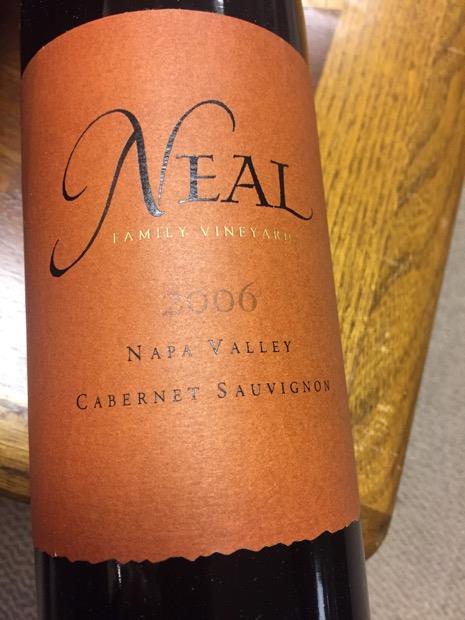 NEAL
FAMILY VINEYARDS
2006
NAPA VALLEY
CABERNET SAUVIGNON